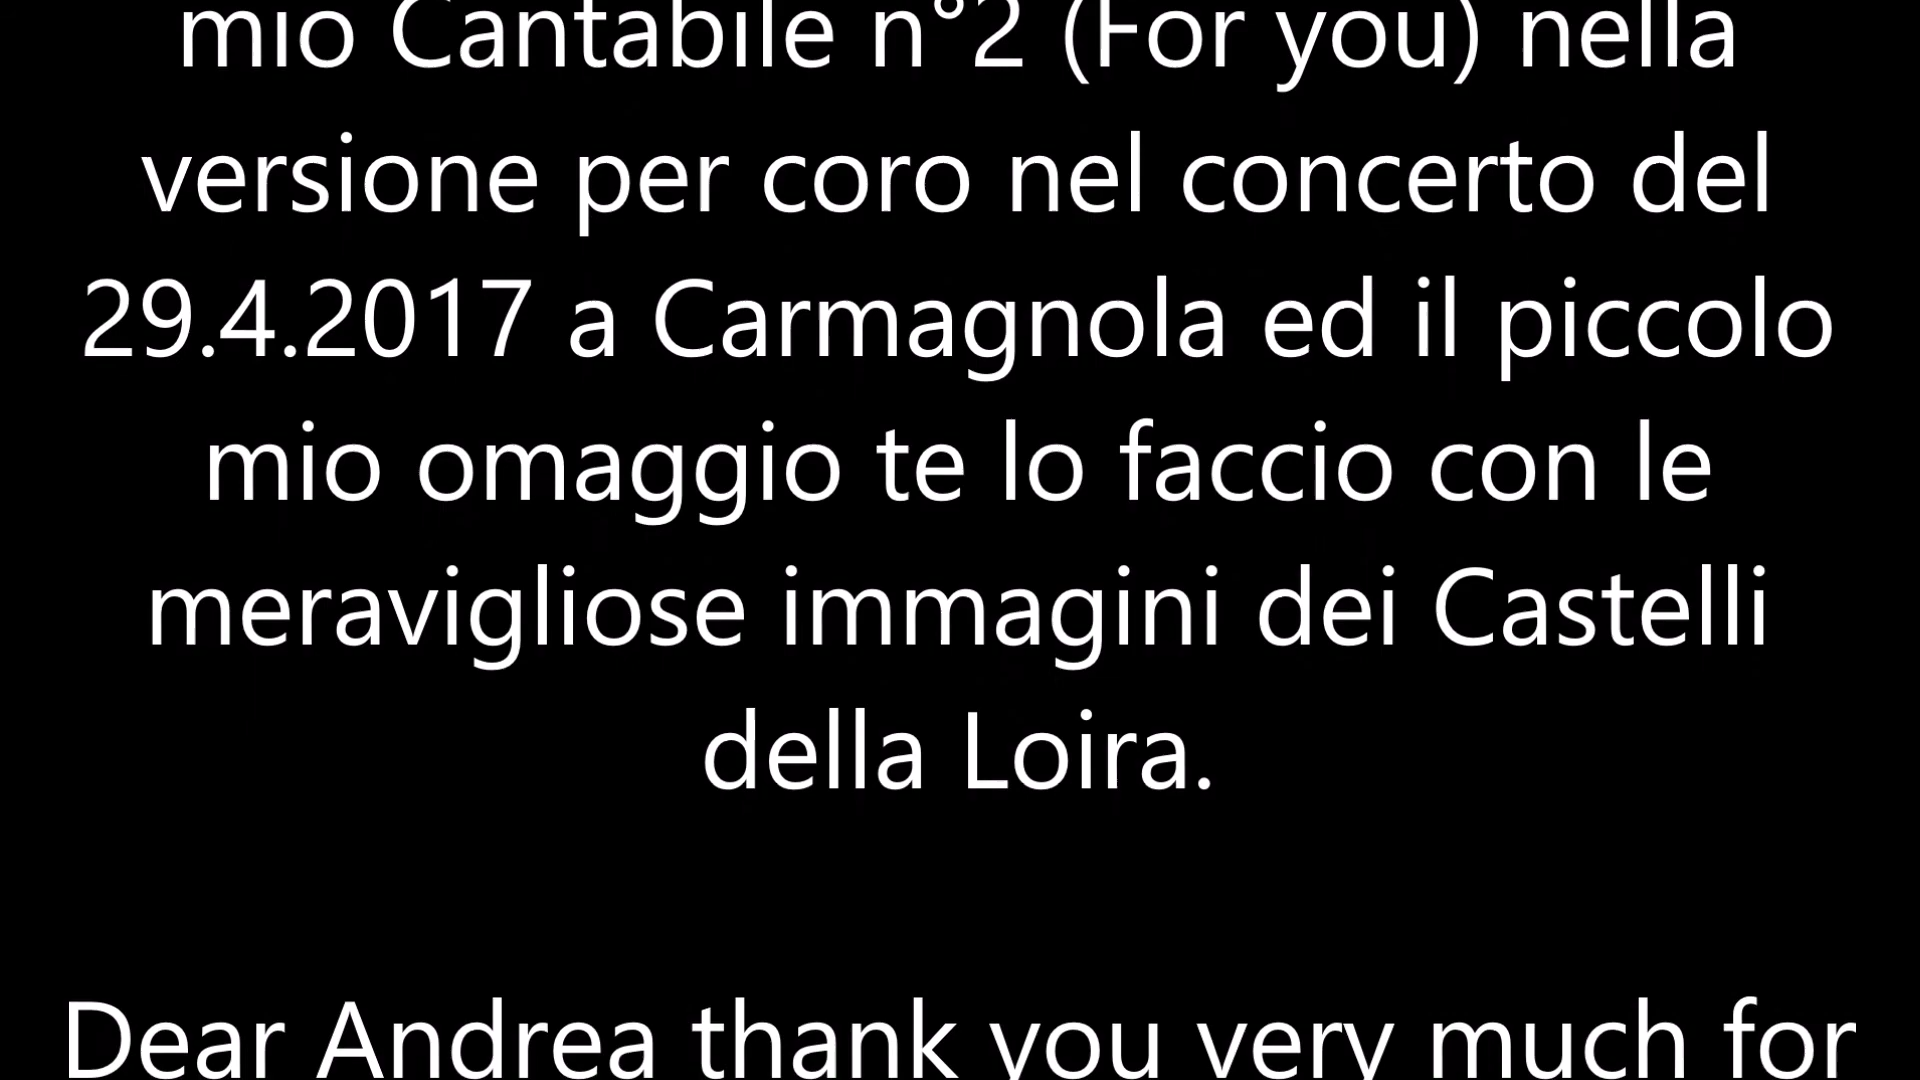 mio Cantabile n°2 (For you) nella
versione per coro nel concerto del
29.4.2017 a Carmagnola ed il piccolo
mio omaggio te lo faccio con le
meravigliose immagini dei Castelli
della Loira.
Dear Andrea thank you very much for